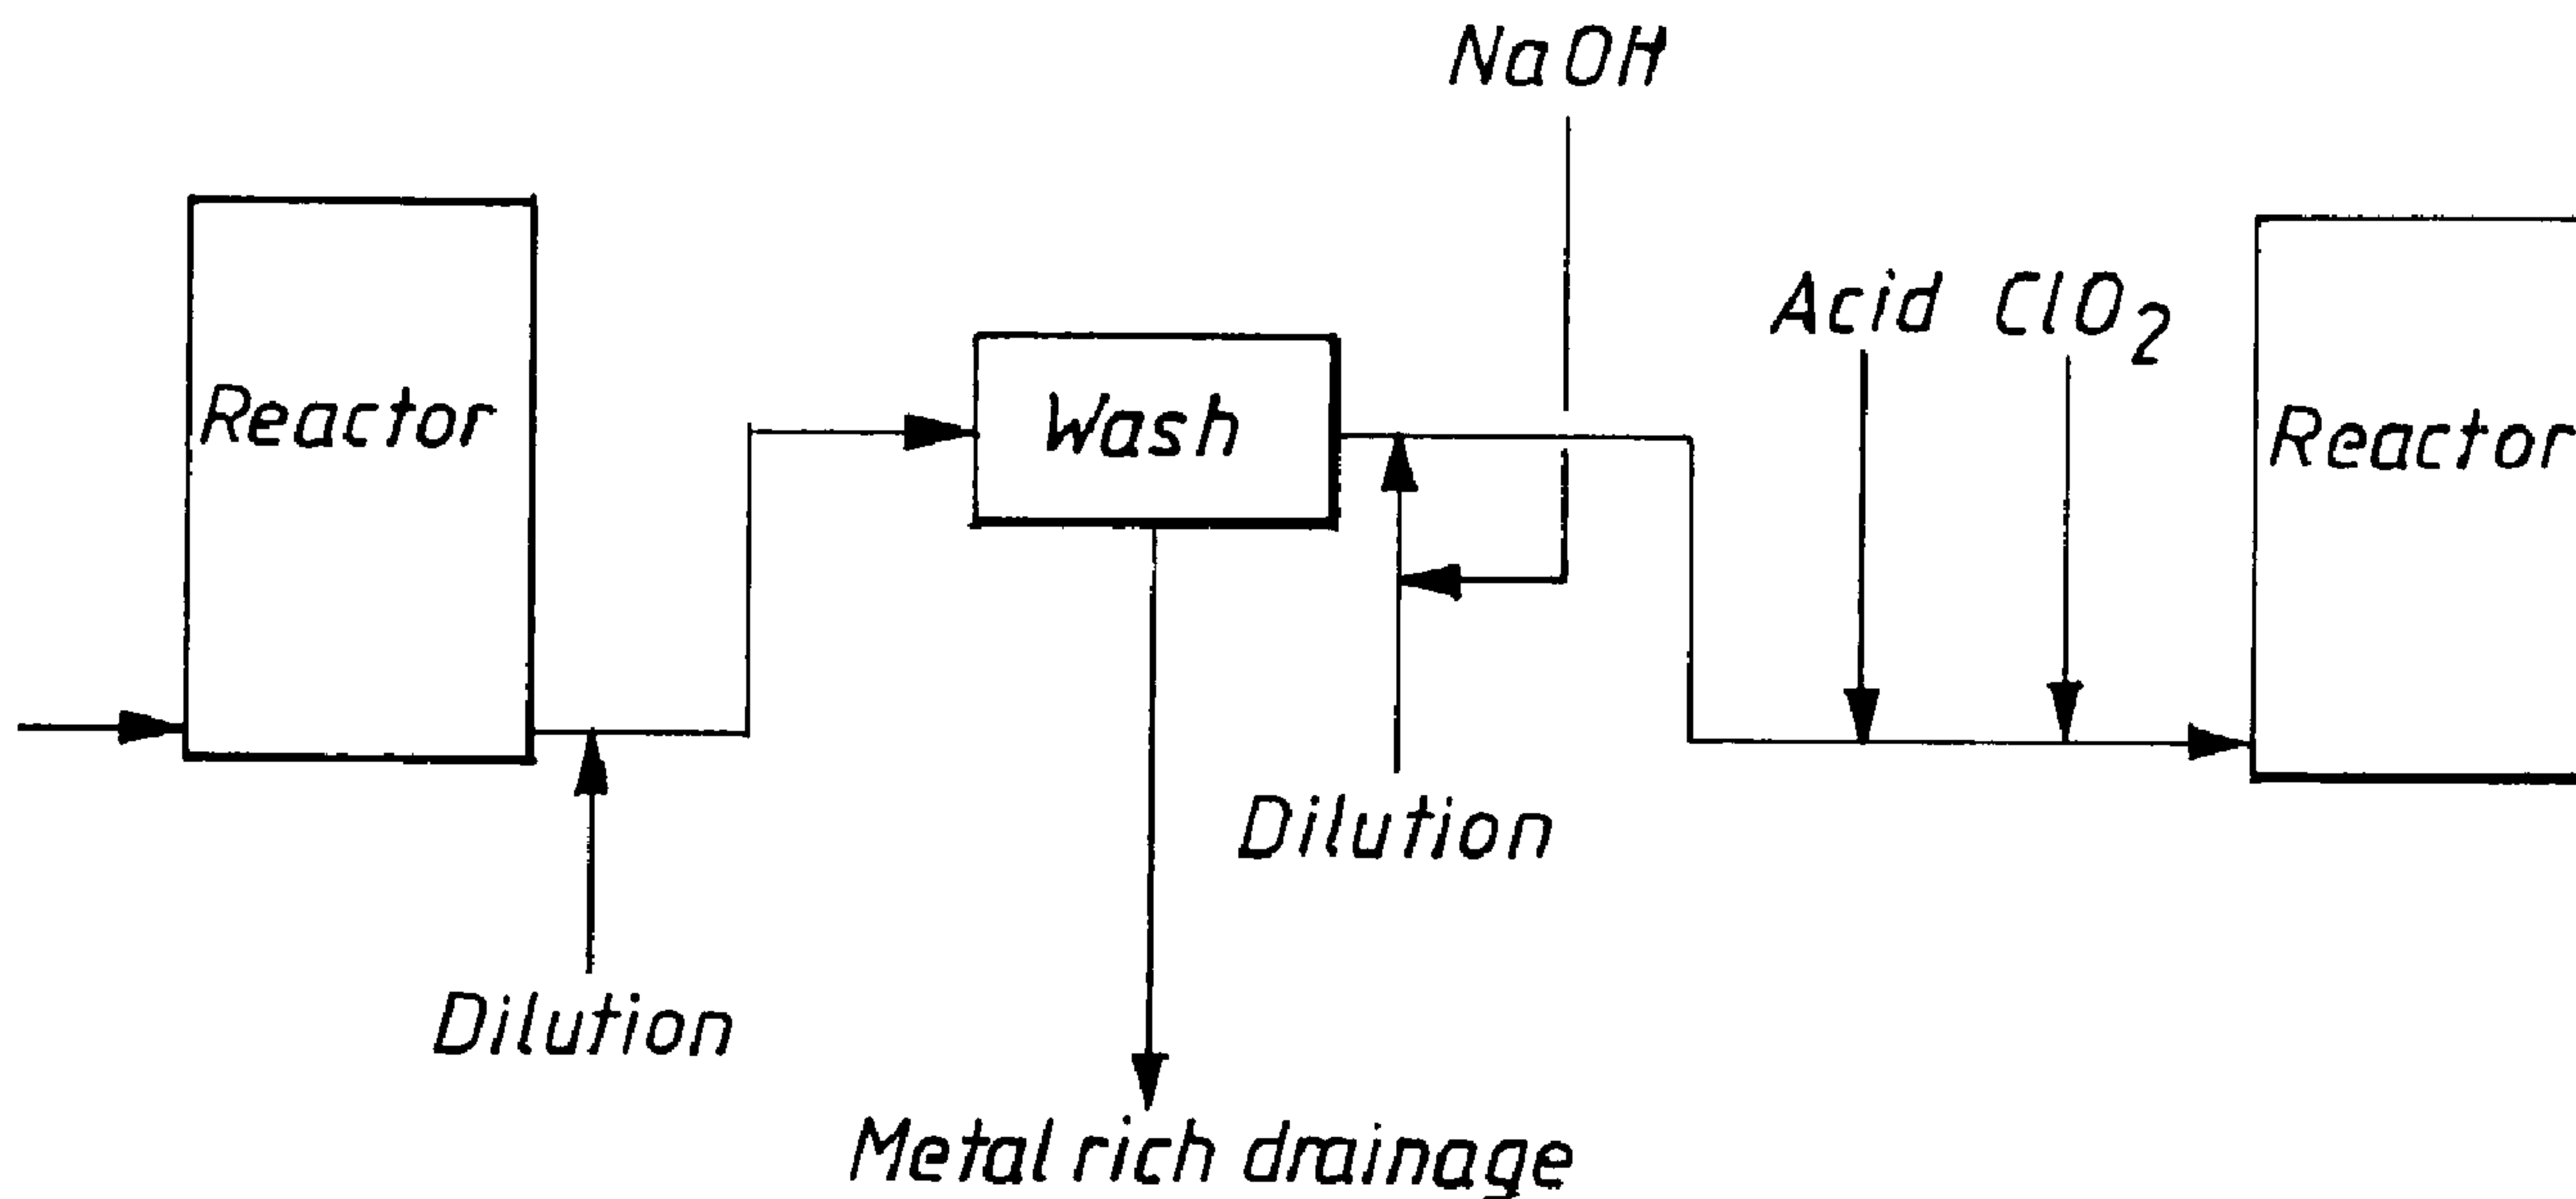 NaOH
Acid ClO₂
Reactor
Wash
Reactor
Dilution
Dilution
Metal rich drainage